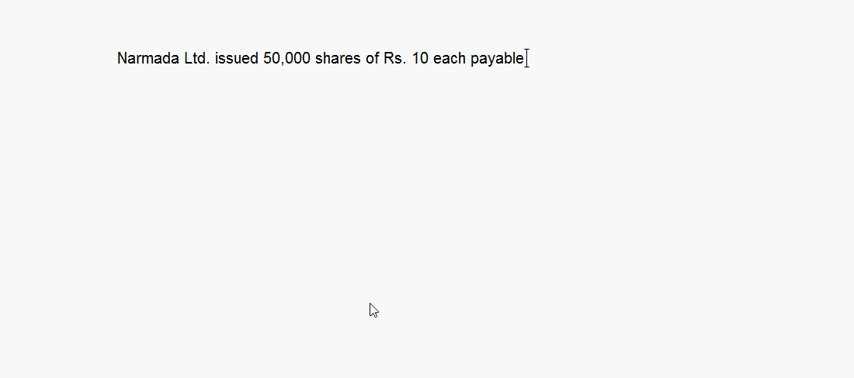 Narmada Ltd. issued 50,000 shares of Rs. 10 each payable